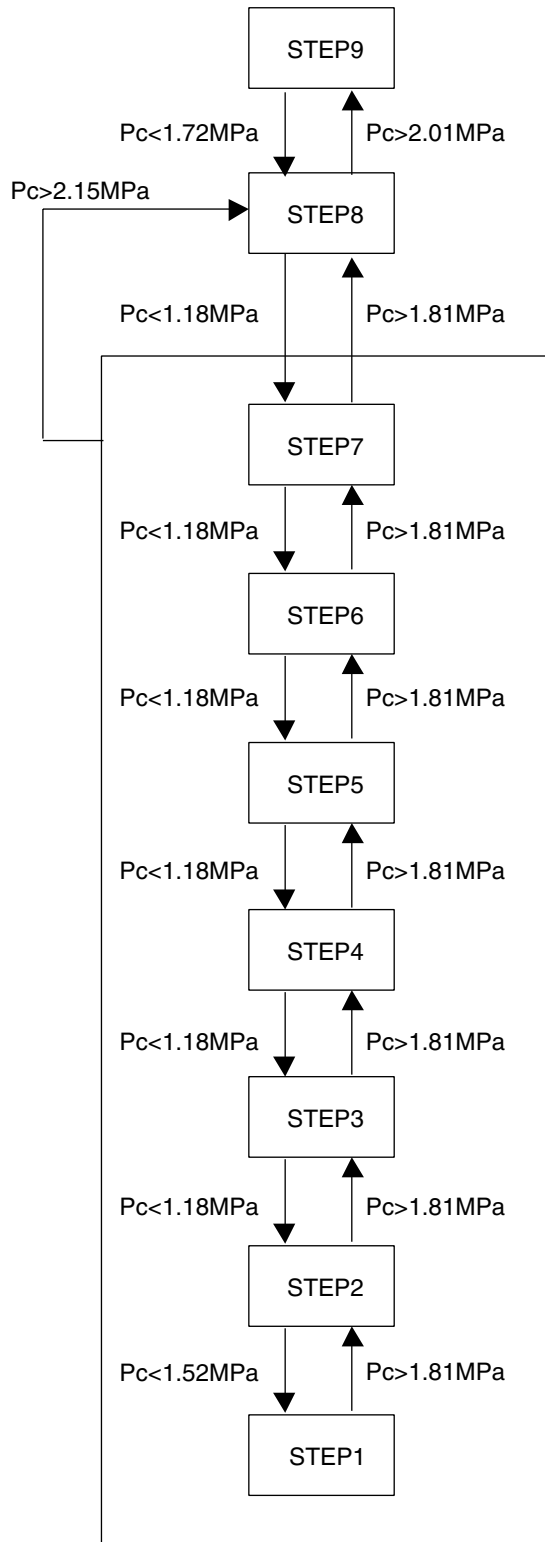 STEP9
Pc<1.72MPa Pc>2.01MPa
Pc>2.15MPa
STEP8
Pc<1.18MPa Pc>1.81MPa
STEP7
Pc<1.18MPa Pc>1.81MPa
STEP6
Pc<1.18MPa Pc>1.81MPa
STEP5
Pc<1.18MPa Pc>1.81MPa
STEP4
Pc<1.18MPa Pc>1.81MPa
STEP3
Pc<1.18MPa Pc>1.81MPa
STEP2
Pc<1.52MPa Pc>1.81MPa
STEP1